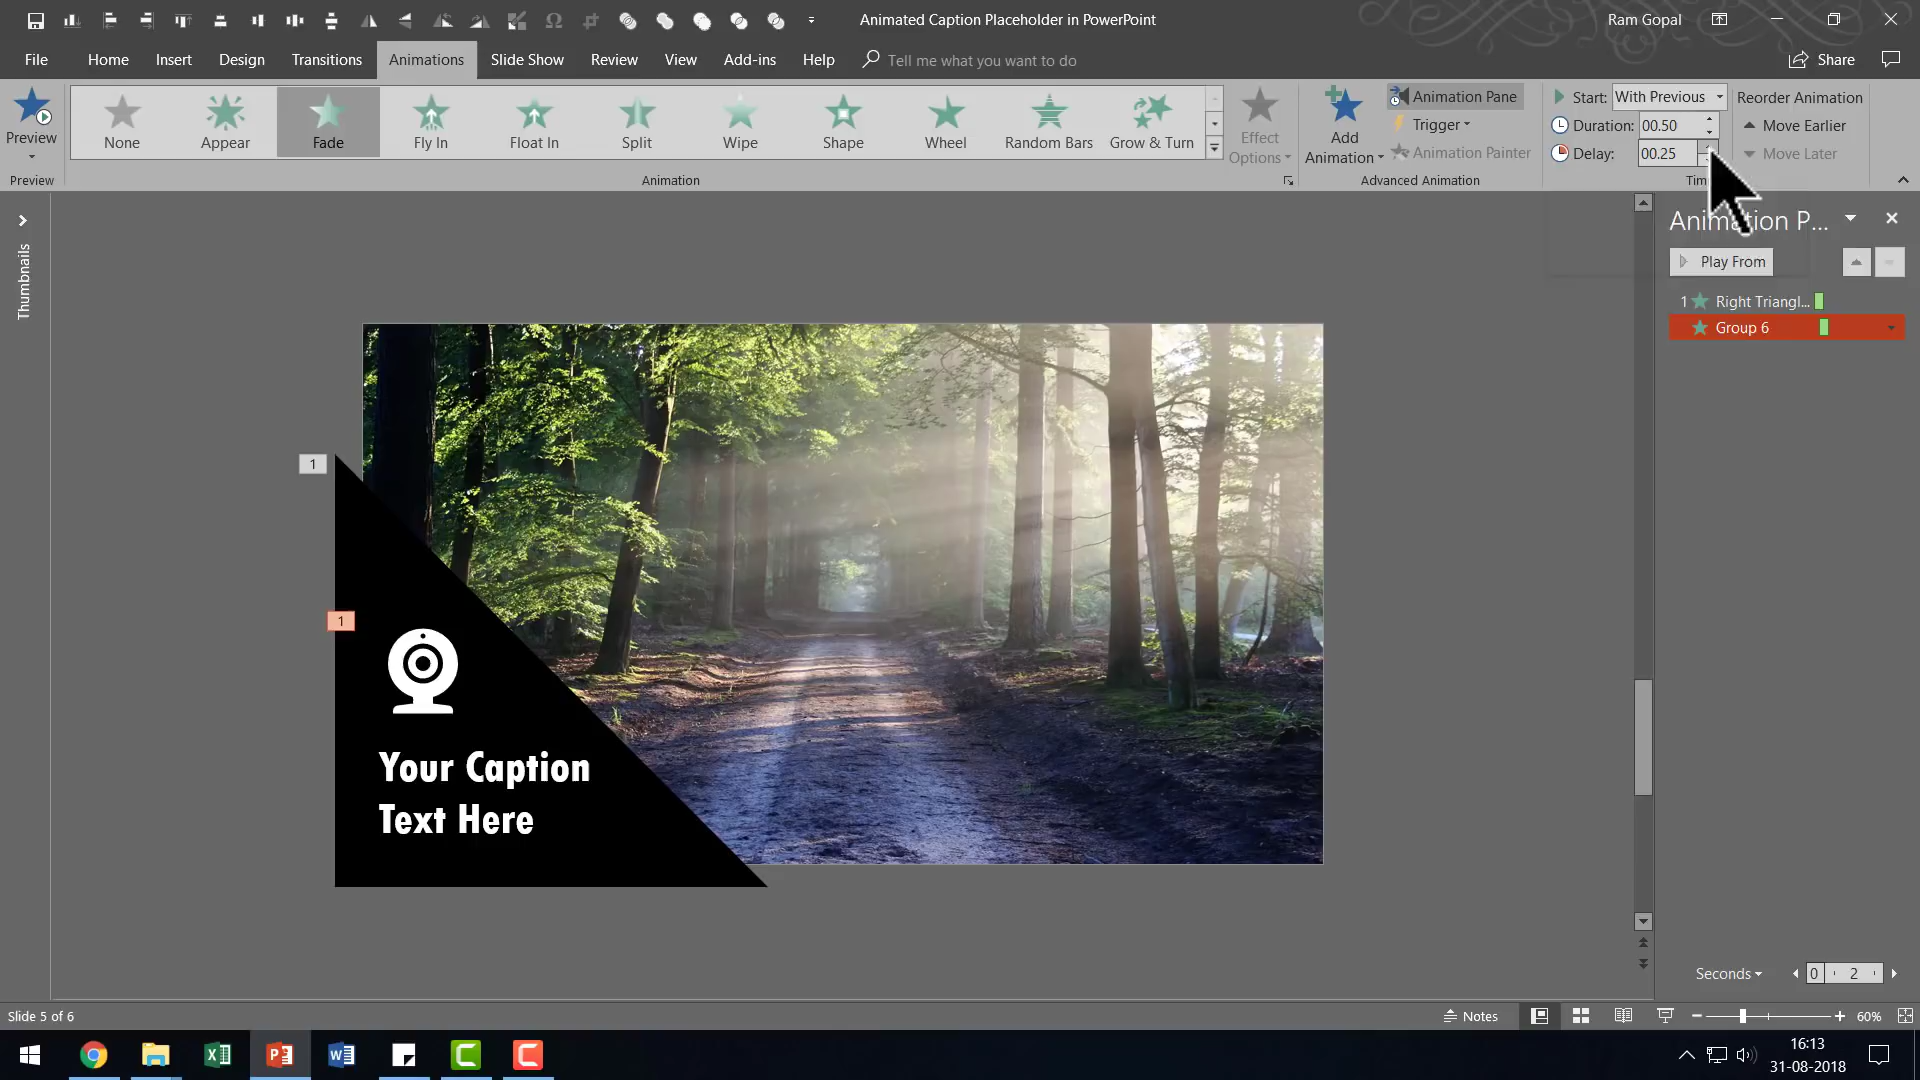 Animated Caption Placeholder in PowerPoint
Ram Gopal
File Home Insert Design Transitions Animations Slide Show Review View Add-ins Help Tell me what you want to do
Share
Preview
None Appear Fade Fly In Float In Split Wipe Shape Wheel Random Bars Grow & Turn
Effect Options
Add Animation
Animation Pane
Trigger
Animation Painter
Start: With Previous
Duration: 00.50
Delay: 00.25
Reorder Animation
Move Earlier
Move Later
Preview Animation Advanced Animation
Thumbnails
Animation P...
Play From
1 Right Triangl...
Group 6
1
1
Your Caption
Text Here
Seconds 0 2
Slide 5 of 6
Notes
60%
16:13
31-08-2018